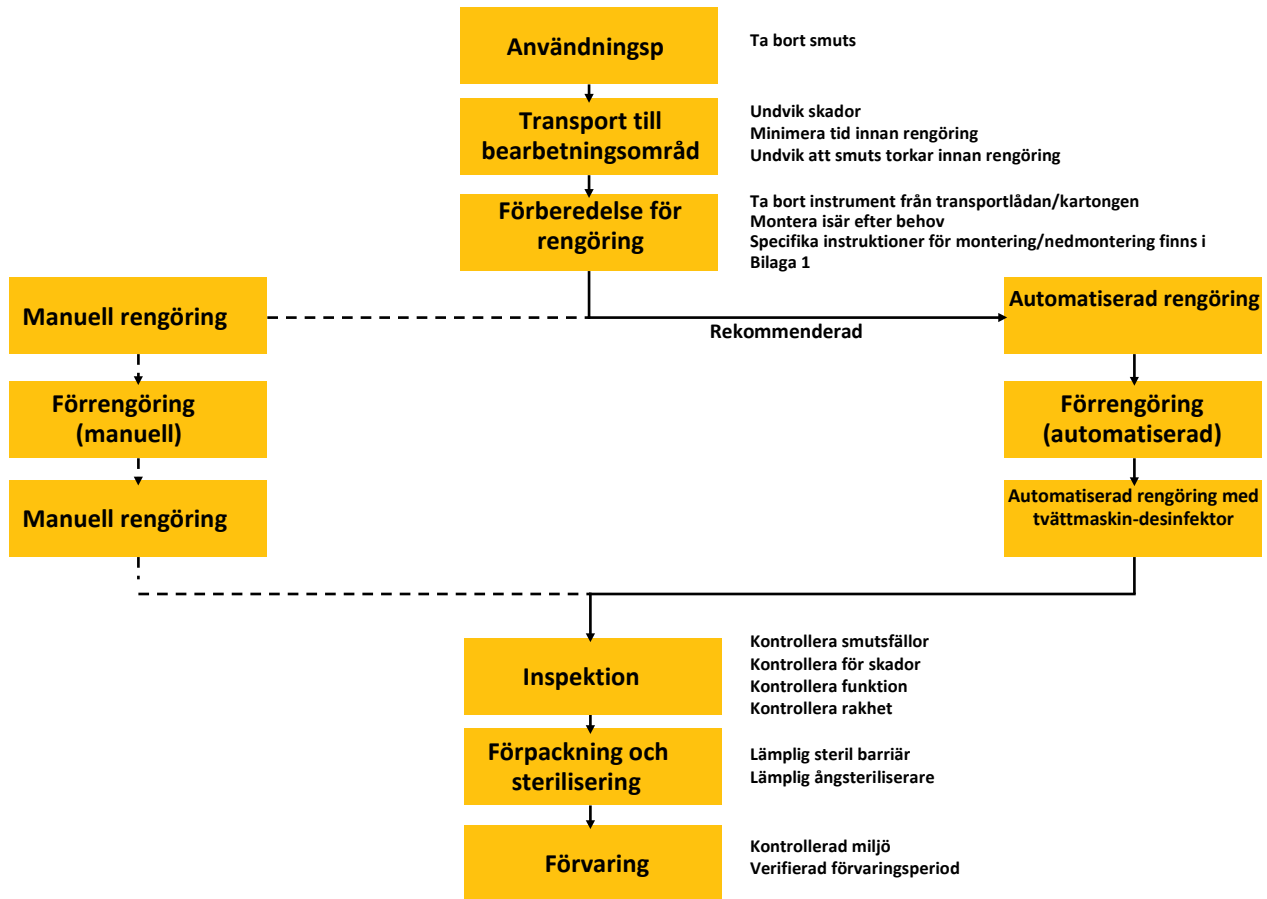 Användningsp
Ta bort smuts
Transport till
bearbetningsområd
Undvik skador
Minimera tid innan rengöring
Undvik att smuts torkar innan rengöring
Förberedelse för
rengöring
Ta bort instrument från transportlådan/kartongen
Montera isär efter behov
Specifika instruktioner för montering/nedmontering finns i
Bilaga 1
Manuell rengöring
Rekommenderad
Automatiserad rengöring
Förrengöring
(manuell)
Förrengöring
(automatiserad)
Manuell rengöring
Automatiserad rengöring med
tvättmaskin-desinfektor
Inspektion
Kontrollera smutsfällor
Kontrollera för skador
Kontrollera funktion
Kontrollera rakhet
Förpackning och
sterilisering
Lämplig steril barriär
Lämplig ångsteriliserare
Förvaring
Kontrollerad miljö
Verifierad förvaringsperiod